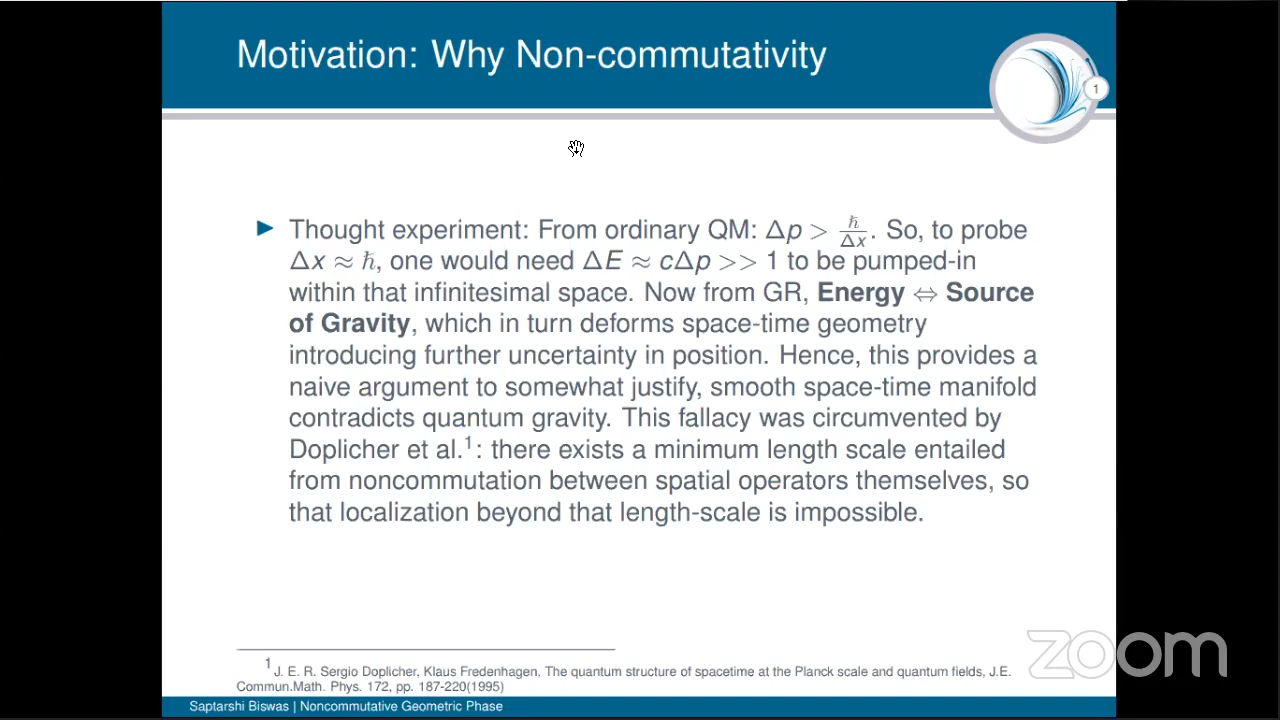 Motivation: Why Non-commutativity
1
▶ Thought experiment: From ordinary QM: Δp > ℏ/Δx. So, to probe
Δx ≈ ℏ, one would need ΔE ≈ cΔp >> 1 to be pumped-in
within that infinitesimal space. Now from GR, Energy ⇔ Source
of Gravity, which in turn deforms space-time geometry
introducing further uncertainty in position. Hence, this provides a
naive argument to somewhat justify, smooth space-time manifold
contradicts quantum gravity. This fallacy was circumvented by
Doplicher et al.¹: there exists a minimum length scale entailed
from noncommutation between spatial operators themselves, so
that localization beyond that length-scale is impossible.
¹J. E. R. Sergio Doplicher, Klaus Fredenhagen, The quantum structure of spacetime at the Planck scale and quantum fields, J.E.
Commun.Math. Phys. 172, pp. 187-220(1995)
Saptarshi Biswas | Noncommutative Geometric Phase
zoom